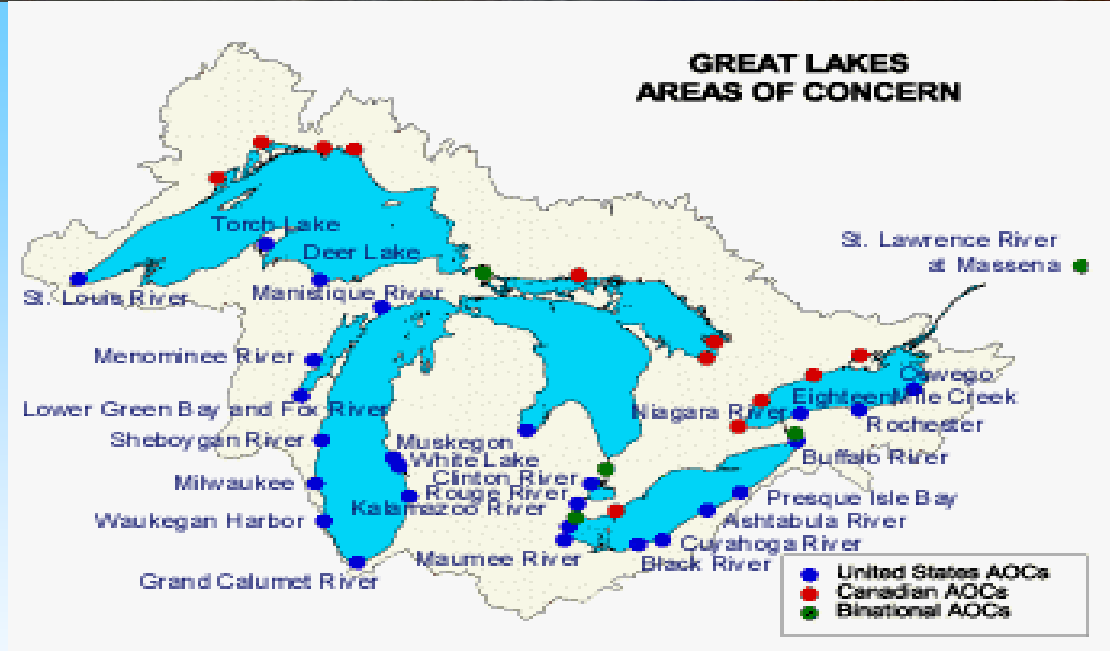 GREAT LAKES
AREAS OF CONCERN
Torch Lake
St. Lawrence River
at Massena
Deer Lake
St. Louis River
Manistique River
Menominee River
Oswego
EighteenMile Creek
Lower Green Bay and Fox River
Niagara River
Rochester
Sheboygan River
Muskegon
White Lake
Buffalo River
Clinton River
Milwaukee
Rouge River
Presque Isle Bay
Kalamazoo River
Waukegan Harbor
Ashtabula River
Cuyahoga River
Maumee River
Black River
Grand Calumet River
United States AOCs
Canadian AOCs
Binational AOCs